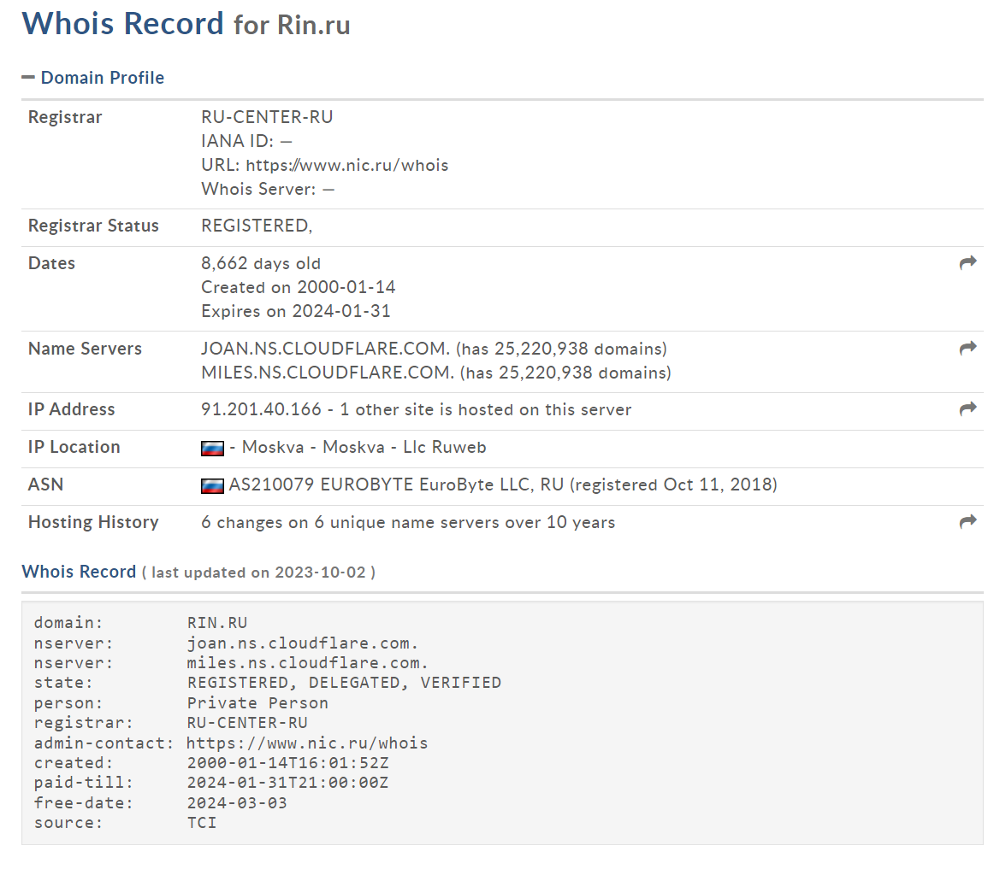 Whois Record for Rin.ru
— Domain Profile
Registrar RU-CENTER-RU
IANA ID: —
URL: https://www.nic.ru/whois
Whois Server: —
Registrar Status REGISTERED,
Dates 8,662 days old
Created on 2000-01-14
Expires on 2024-01-31
Name Servers JOAN.NS.CLOUDFLARE.COM. (has 25,220,938 domains)
MILES.NS.CLOUDFLARE.COM. (has 25,220,938 domains)
IP Address 91.201.40.166 - 1 other site is hosted on this server
IP Location - Moskva - Moskva - Llc Ruweb
ASN AS210079 EUROBYTE EuroByte LLC, RU (registered Oct 11, 2018)
Hosting History 6 changes on 6 unique name servers over 10 years
Whois Record ( last updated on 2023-10-02 )
domain: RIN.RU
nserver: joan.ns.cloudflare.com.
nserver: miles.ns.cloudflare.com.
state: REGISTERED, DELEGATED, VERIFIED
person: Private Person
registrar: RU-CENTER-RU
admin-contact: https://www.nic.ru/whois
created: 2000-01-14T16:01:52Z
paid-till: 2024-01-31T21:00:00Z
free-date: 2024-03-03
source: TCI